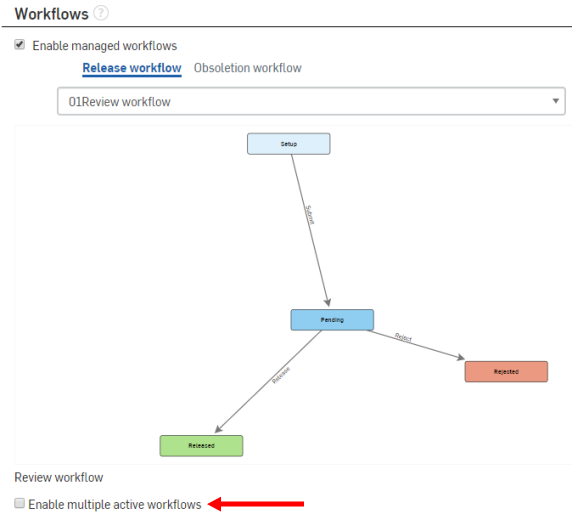 Workflows ?
Enable managed workflows
Release workflow Obsoletion workflow
01Review workflow
Setup
Submit
Pending
Reject
Rejected
Release
Released
Review workflow
Enable multiple active workflows